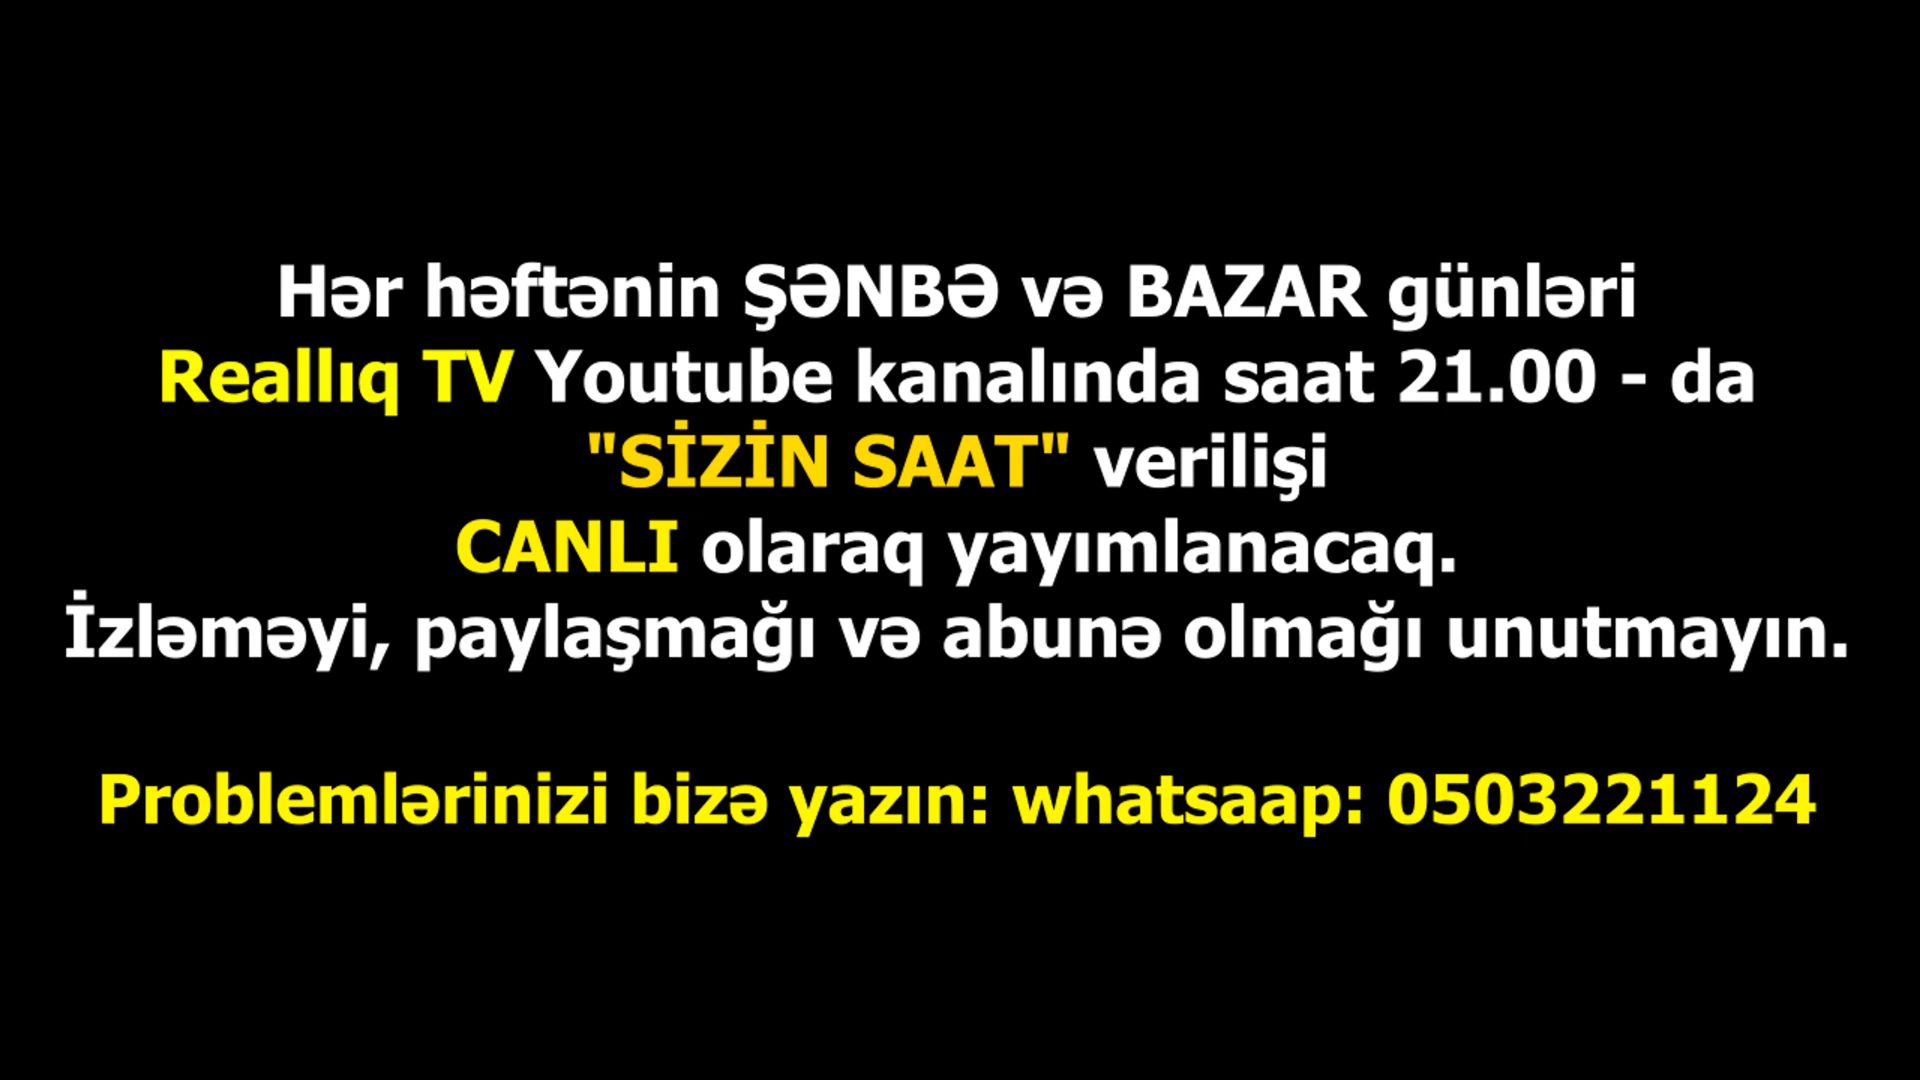 Hər həftənin ŞƏNBƏ və BAZAR günləri
Reallıq TV Youtube kanalında saat 21.00 - da
"SİZİN SAAT" verilişi
CANLI olaraq yayımlanacaq.
İzləməyi, paylaşmağı və abunə olmağı unutmayın.
Problemlərinizi bizə yazın: whatsaap: 0503221124